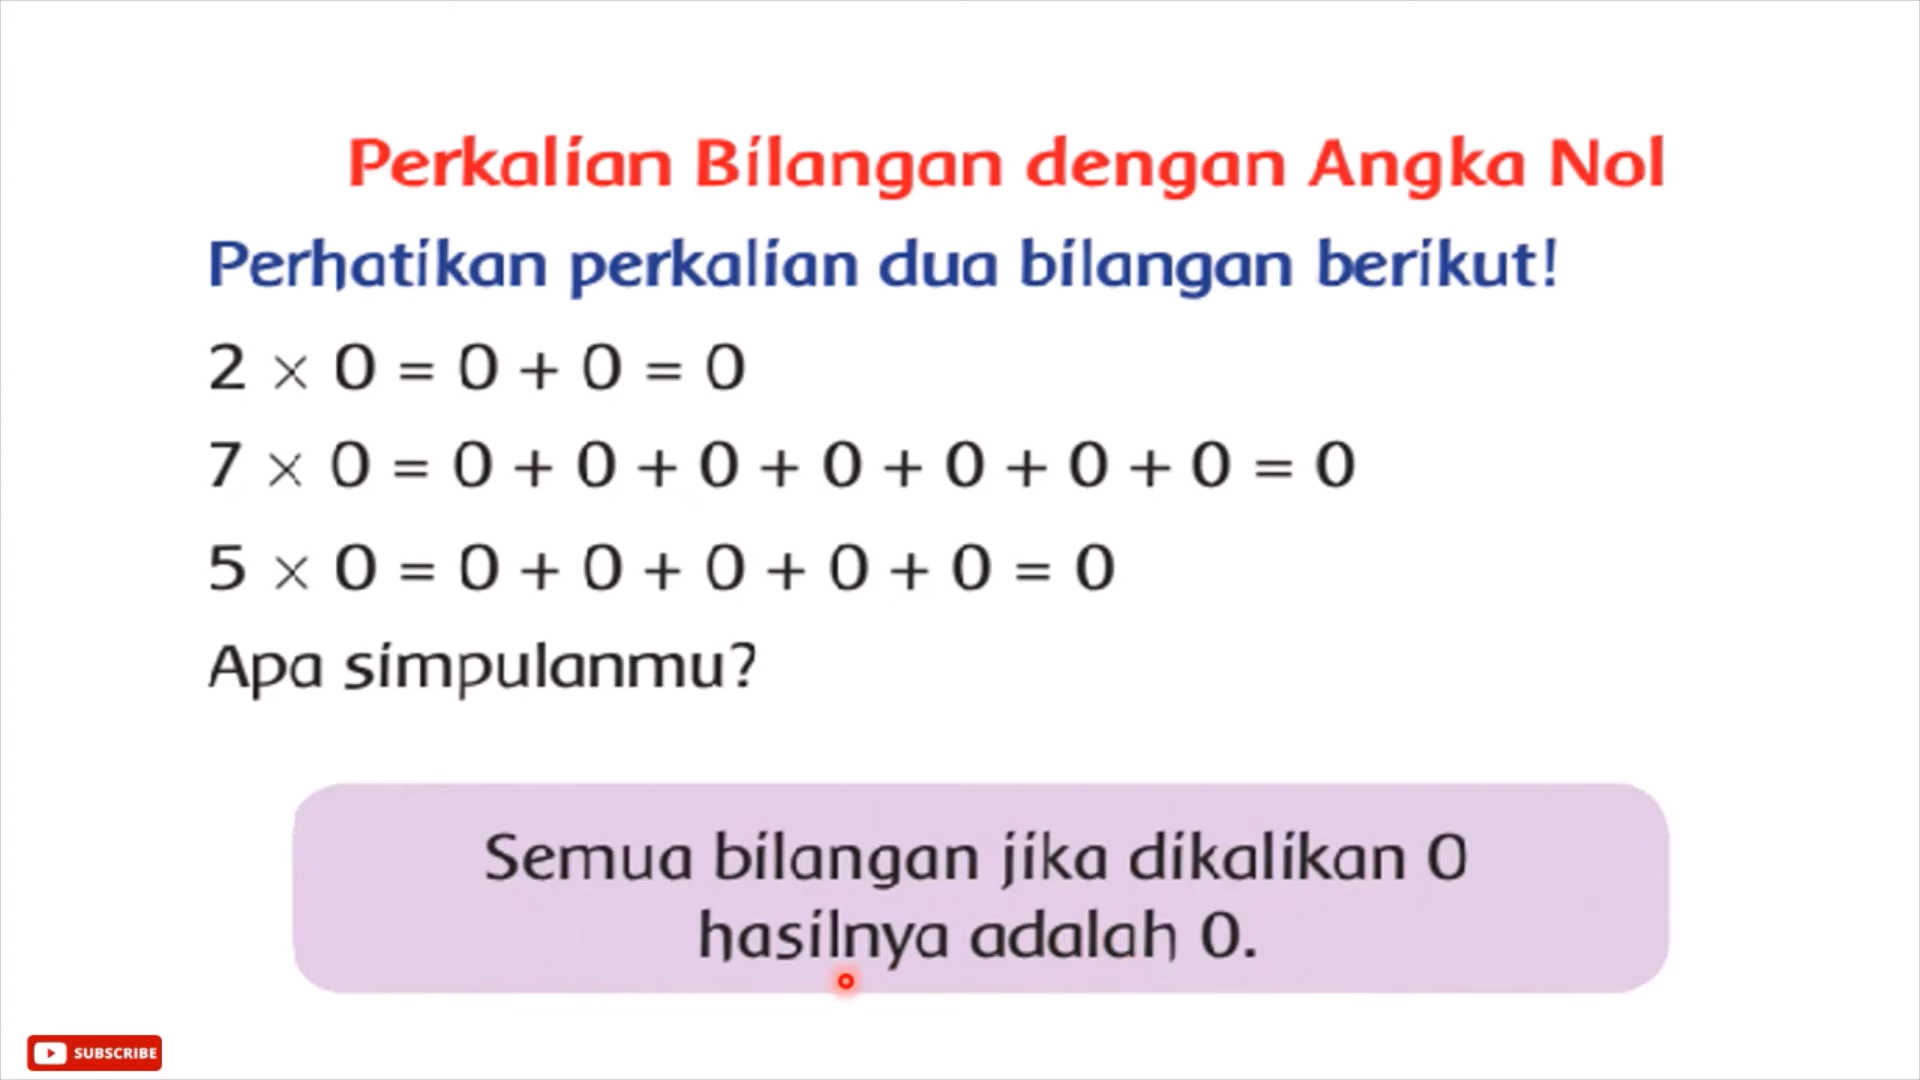 Perkalian Bilangan dengan Angka Nol
Perhatikan perkalian dua bilangan berikut!
2 × 0 = 0 + 0 = 0
7 × 0 = 0 + 0 + 0 + 0 + 0 + 0 + 0 = 0
5 × 0 = 0 + 0 + 0 + 0 + 0 = 0
Apa simpulanmu?
Semua bilangan jika dikalikan 0
hasilnya adalah 0.
SUBSCRIBE